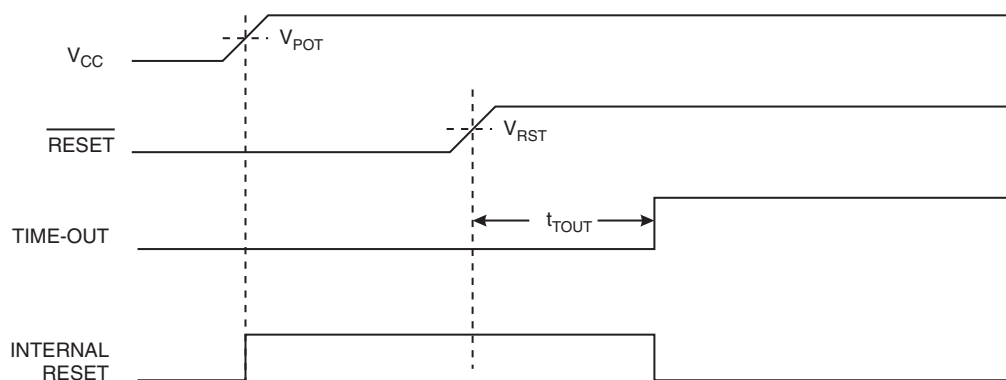 V_CC
V_POT
RESET
V_RST
TIME-OUT
t_TOUT
INTERNAL
RESET